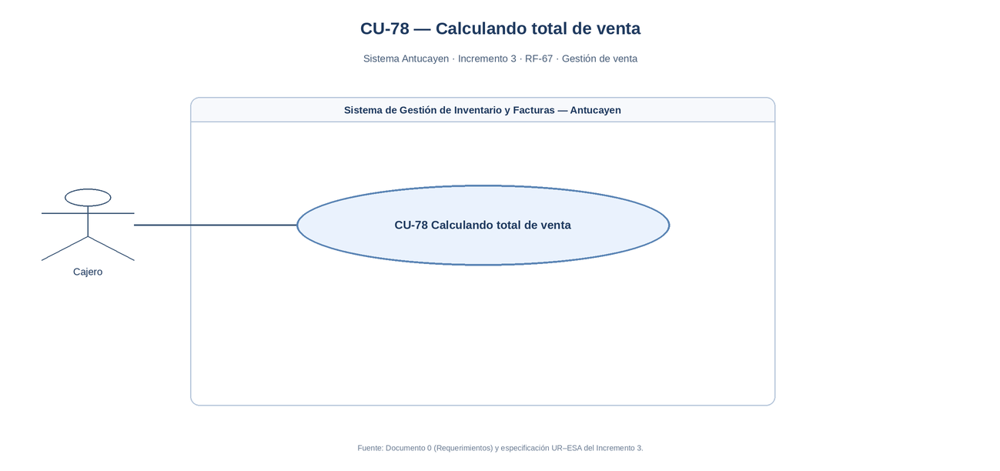 CU-78 — Calculando total de venta
Sistema Antucayen · Incremento 3 · RF-67 · Gestión de venta
Sistema de Gestión de Inventario y Facturas — Antucayen
CU-78 Calculando total de venta
Cajero
Fuente: Documento 0 (Requerimientos) y especificación UR–ESA del Incremento 3.